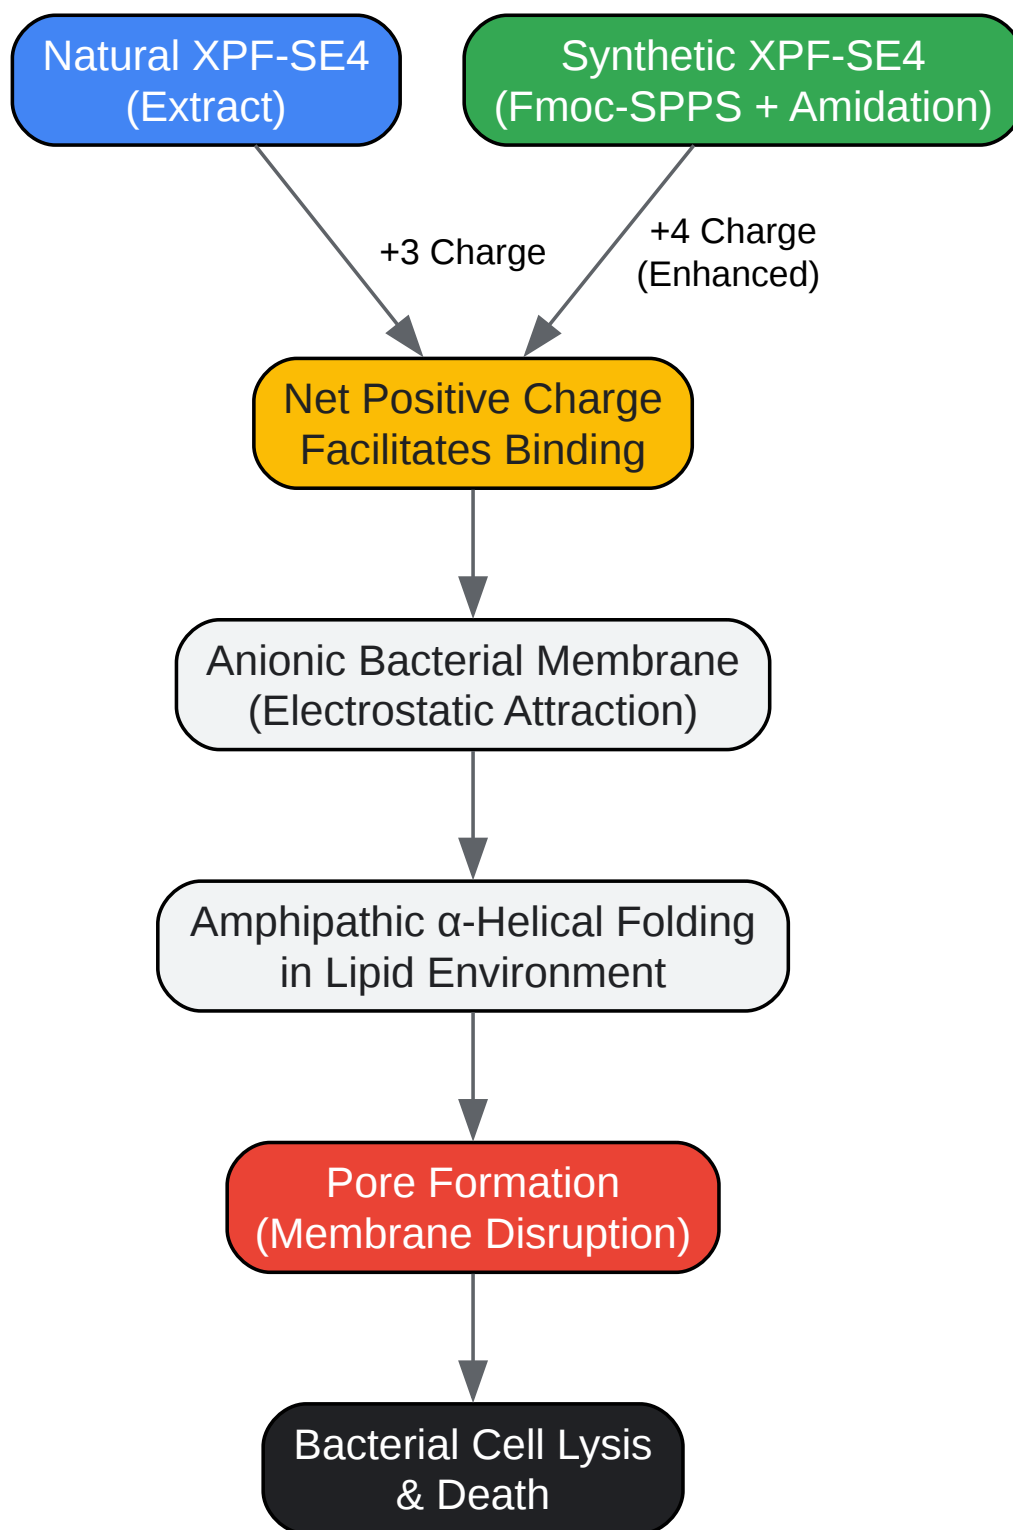 Natural XPF-SE4
(Extract)
Synthetic XPF-SE4
(Fmoc-SPPS + Amidation)
+3 Charge
+4 Charge
(Enhanced)
Net Positive Charge
Facilitates Binding
Anionic Bacterial Membrane
(Electrostatic Attraction)
Amphipathic α-Helical Folding
in Lipid Environment
Pore Formation
(Membrane Disruption)
Bacterial Cell Lysis
& Death